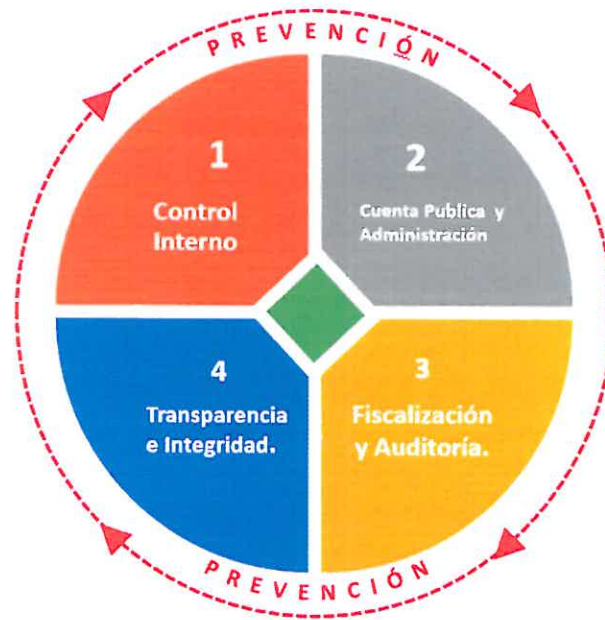 PREVENCIÓN
1
Control
Interno
2
Cuenta Publica y
Administración
3
Fiscalización
y Auditoría.
4
Transparencia
e Integridad.
PREVENCIÓN